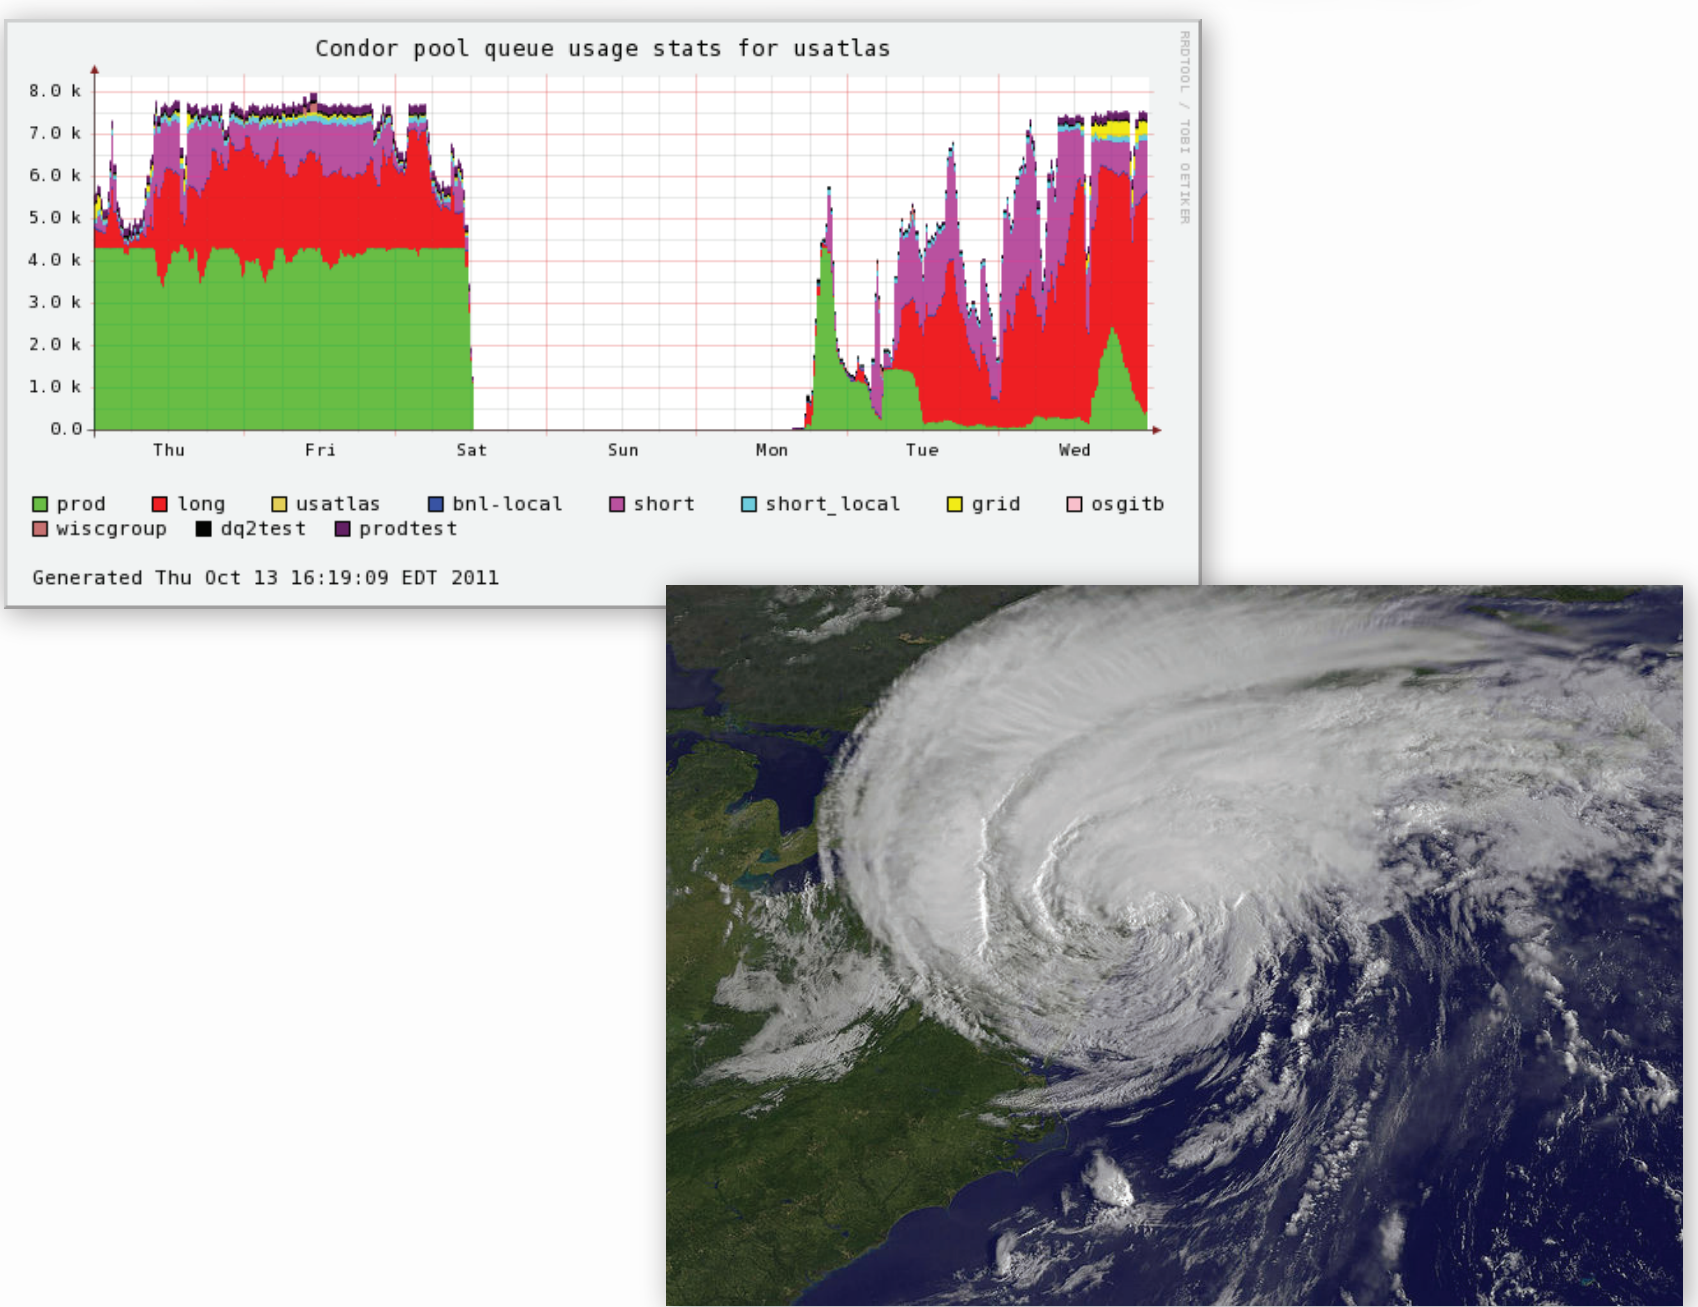 Condor pool queue usage stats for usatlas
RRDTOOL / TOBI OETIKER
8.0 k
7.0 k
6.0 k
5.0 k
4.0 k
3.0 k
2.0 k
1.0 k
0.0
Thu Fri Sat Sun Mon Tue Wed
prod long usatlas bnl-local short short_local grid osgitb
wiscgroup dq2test prodtest
Generated Thu Oct 13 16:19:09 EDT 2011